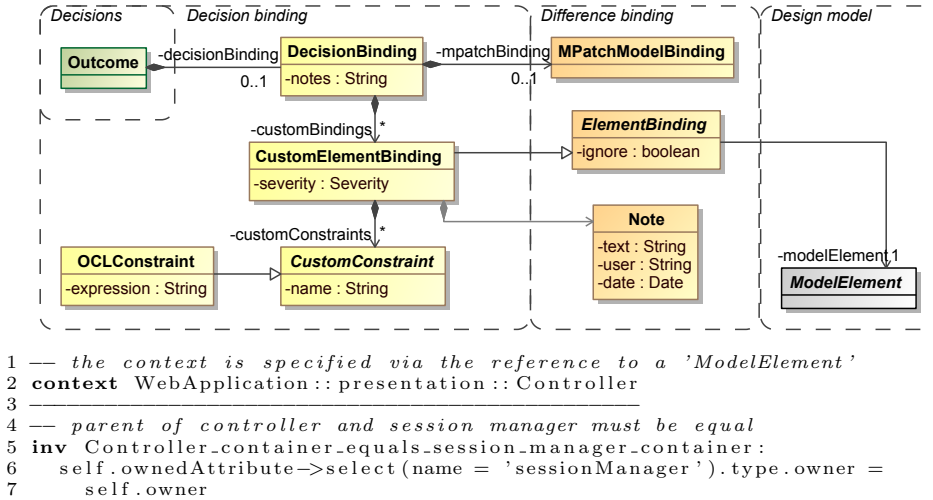 Decisions
Decision binding
Difference binding
Design model
Outcome
-decisionBinding
0..1
DecisionBinding
-notes : String
-mpatchBinding
0..1
MPatchModelBinding
-customBindings
*
ElementBinding
-ignore : boolean
CustomElementBinding
-severity : Severity
Note
-text : String
-user : String
-date : Date
-customConstraints
*
OCLConstraint
-expression : String
CustomConstraint
-name : String
-modelElement
1
ModelElement
1 -- the context is specified via the reference to a 'ModelElement'
2 context WebApplication::presentation::Controller
3 ------------------------------------------------
4 -- parent of controller and session manager must be equal
5 inv Controller_container_equals_session_manager_container:
6 self.ownedAttribute->select(name = 'sessionManager').type.owner =
7 self.owner